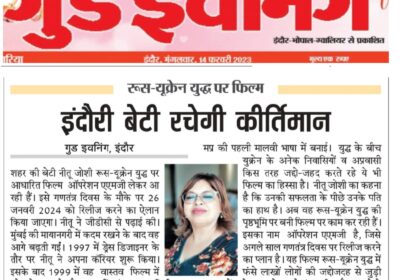 गुड इवनिंग
इंदौर-भोपाल-ग्वालियर से प्रकाशित
इंदौर, मंगलवार, 14 फरवरी 2023
मूल्य एक रुपए
रूस-यूक्रेन युद्ध पर फिल्म
इंदौरी बेटी रचेगी कीर्तिमान
गुड इवनिंग, इंदौर
शहर की बेटी नीतू जोशी रूस-यूक्रेन युद्ध पर
आधारित फिल्म ऑपरेशन एएमजी लेकर आ
रही हैं। इसे गणतंत्र दिवस के मौके पर 26
जनवरी 2024 को रिलीज करने का ऐलान
किया जाएगा। नीतू ने जीडीसी से पढ़ाई की।
मुंबई की मायानगरी में कदम रखने के बाद वह
आगे बढ़ती गईं। 1997 में ड्रेस डिजाइनर के
तौर पर नीतू ने अपना करियर शुरू किया।
इसके बाद 1999 में वह वास्तव फिल्म में
मप्र की पहली मालवी भाषा में बनाई। युद्ध के बीच
यूक्रेन के अनेक निवासियों व अप्रवासी
किस तरह जद्दो-जहद करते रहे ये भी
फिल्म का हिस्सा है। नीतू जोशी का कहना
है कि उनकी सफलता के पीछे उनके पति
का हाथ है। अब वह रूस-यूक्रेन युद्ध की
पृष्ठभूमि पर बनी फिल्म पर काम कर रही हैं।
इसका नाम ऑपरेशन एएमजी है, जिसे
अगले साल गणतंत्र दिवस पर रिलीज करने
का प्लान है। यह फिल्म रूस-यूक्रेन युद्ध में
फंसे लाखों लोगों की जद्दोजहद से जुड़ी